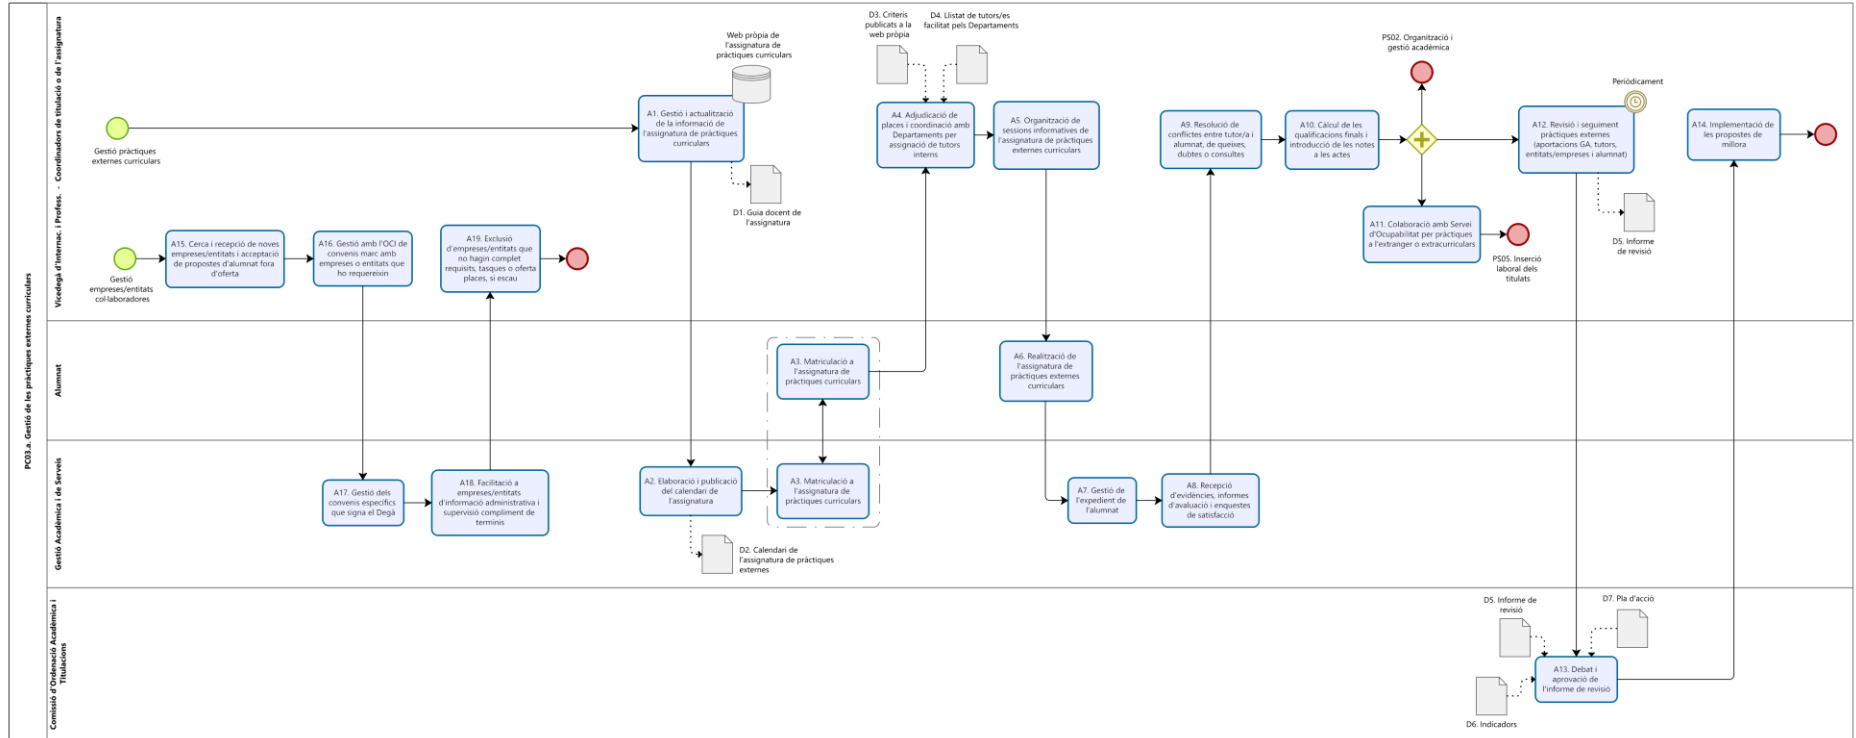 PC03.a. Gestió de les pràctiques externes curriculars
Vicedegà d'Internac. i Profess. - Coordinadors de titulació o de l'assignatura
Gestió pràctiques
externes curriculars
A1. Gestió i actualització
de la informació de
l'assignatura de pràctiques
curriculars
Web pròpia de
l'assignatura de
pràctiques curriculars
D1. Guia docent de
l'assignatura
D3. Criteris
publicats a la
web pròpia
D4. Llistat de tutors/es
facilitat pels Departaments
A4. Adjudicació de
places i coordinació amb
Departaments per
assignació de tutors
interns
A5. Organització de
sessions informatives de
l'assignatura de pràctiques
externes curriculars
A9. Resolució de
conflictes entre tutor/a i
alumnat, de queixes,
dubtes o consultes
A10. Càlcul de les
qualificacions finals i
introducció de les notes
a les actes
PS02. Organització i
gestió acadèmica
A11. Colaboració amb Servei
d'Ocupabilitat per pràctiques
a l'extranger o extracurriculars
PS05. Inserció
laboral dels
titulats
Periòdicament
A12. Revisió i seguiment
pràctiques externes
(aportacions GA, tutors,
entitats/empreses i alumnat)
D5. Informe
de revisió
A14. Implementació de
les propostes de
millora
Gestió
empreses/entitats
col·laboradores
A15. Cerca i recepció de noves
empreses/entitats i acceptació
de propostes d'alumnat fora
d'oferta
A16. Gestió amb l'OCI de
convenis marc amb
empreses o entitats que
ho requereixin
A19. Exclusió
d'empreses/entitats que
no hagin complet
requisits, tasques o oferta
places, si escau
Alumnat
A3. Matriculació a
l'assignatura de
pràctiques curriculars
A6. Realització de
l'assignatura de
pràctiques externes
curriculars
Gestió Acadèmica i de Serveis
A17. Gestió dels
convenis específics
que signa el Degà
A18. Facilitació a
empreses/entitats
d'informació administrativa i
supervisió compliment de
terminis
A2. Elaboració i publicació
del calendari de
l'assignatura
D2. Calendari de
l'assignatura de pràctiques
externes
A3. Matriculació a
l'assignatura de
pràctiques curriculars
A7. Gestió de
l'expedient de
l'alumnat
A8. Recepció
d'evidències, informes
d'avaluació i enquestes
de satisfacció
Comissió d'Ordenació Acadèmica i
Titulacions
D5. Informe de
revisió
D7. Pla d'acció
D6. Indicadors
A13. Debat i
aprovació de
l'informe de revisió